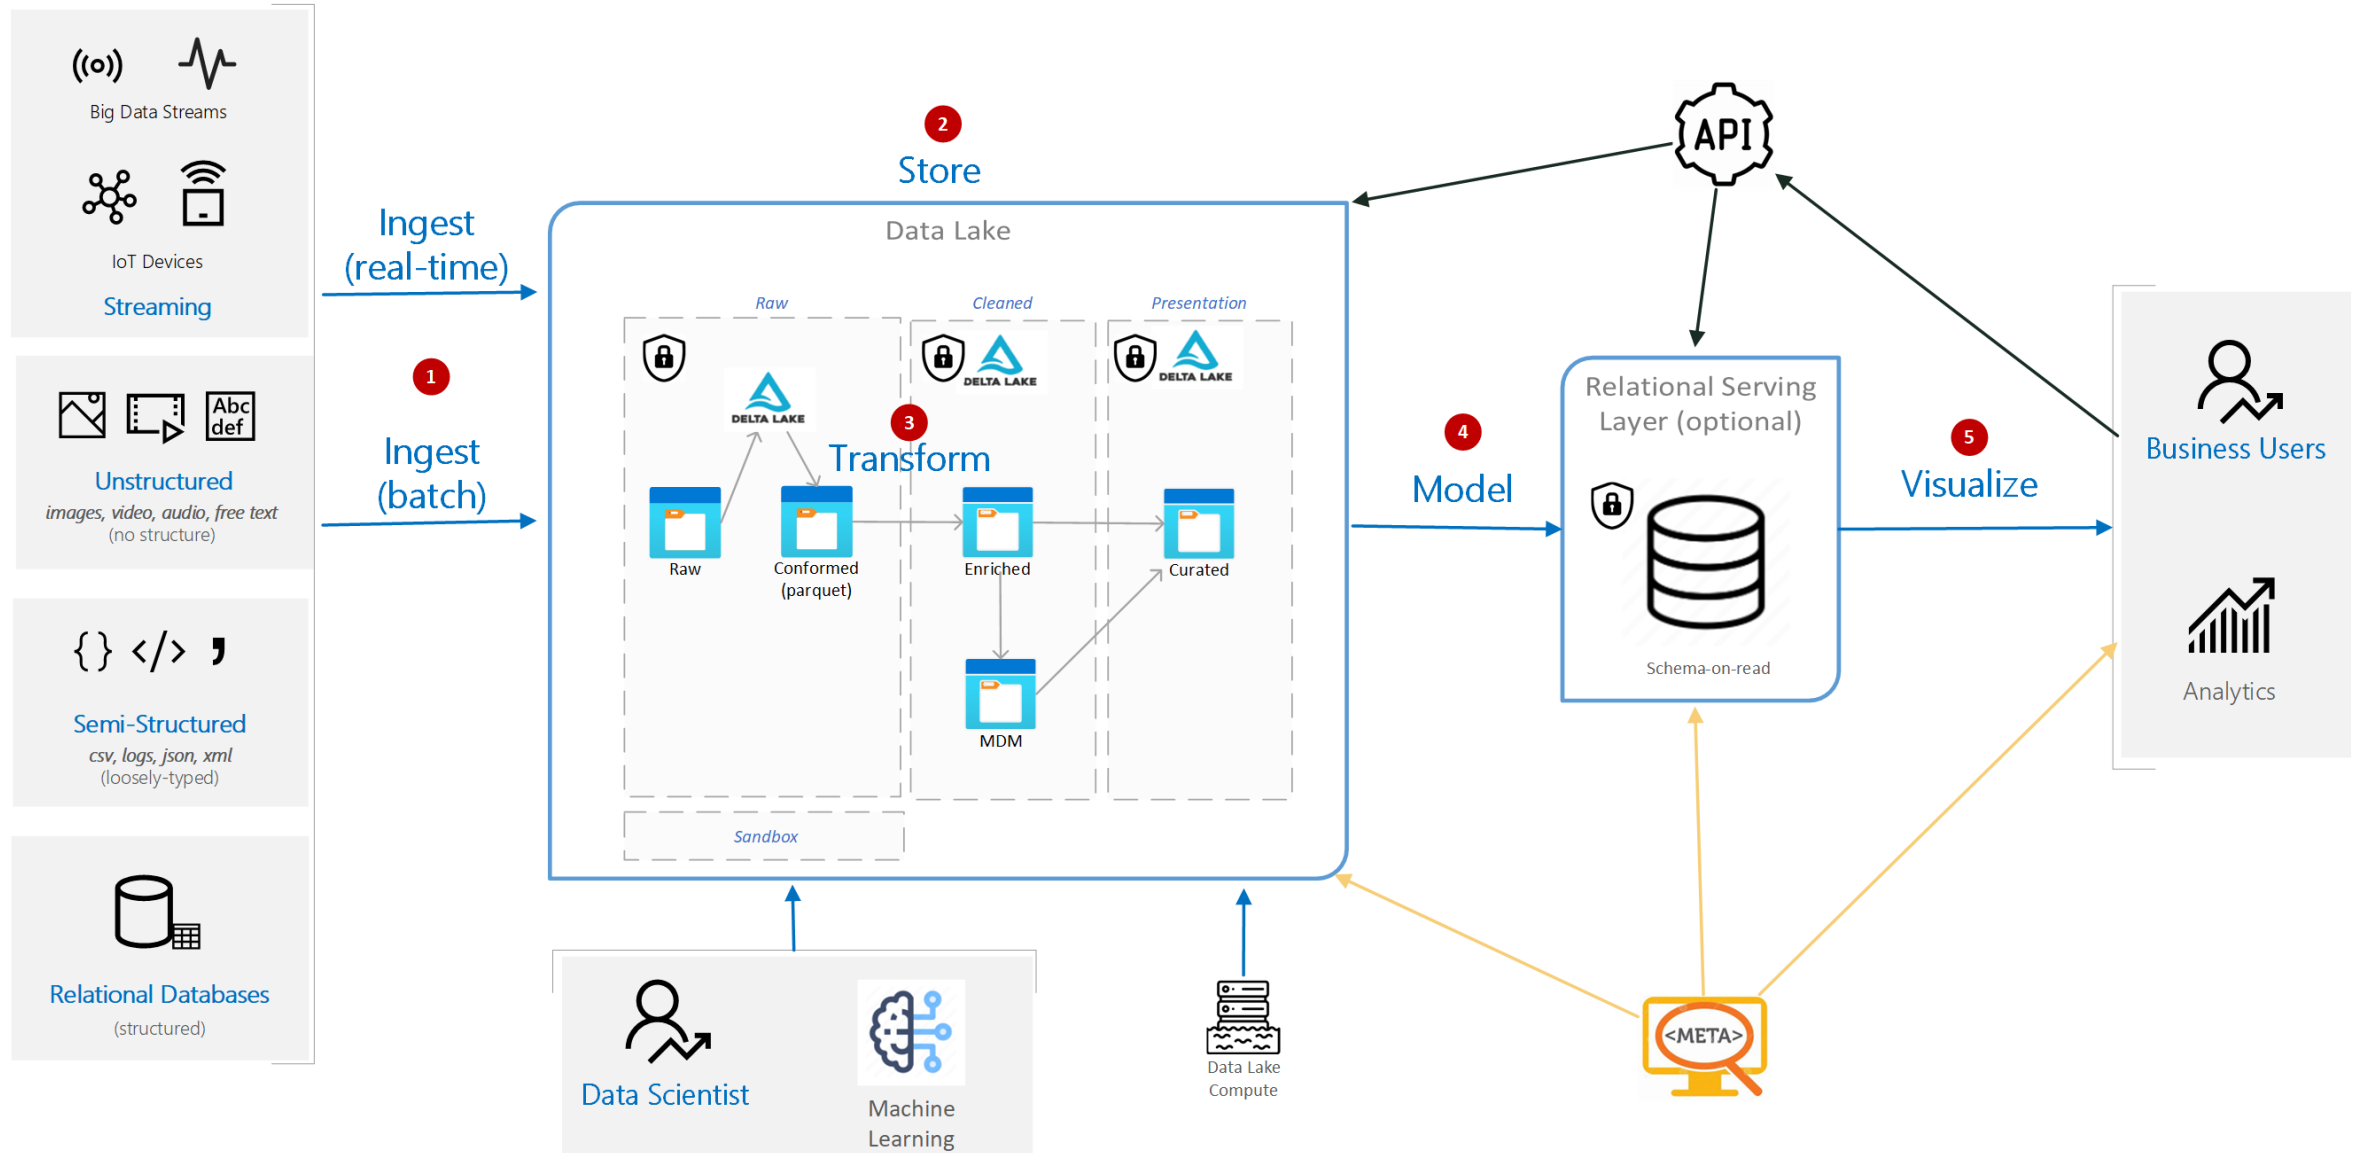 Big Data Streams
IoT Devices
Streaming
Abc
def
Unstructured
images, video, audio, free text
(no structure)
{ } </> ,
Semi-Structured
csv, logs, json, xml
(loosely-typed)
Relational Databases
(structured)
Ingest
(real-time)
1
Ingest
(batch)
2
Store
Data Lake
Raw
DELTA LAKE
Raw
Conformed
(parquet)
3
Transform
Cleaned
DELTA LAKE
Enriched
MDM
Presentation
DELTA LAKE
Curated
Sandbox
Data Scientist
Machine
Learning
Data Lake
Compute
API
4
Model
Relational Serving
Layer (optional)
Schema-on-read
5
Visualize
Business Users
Analytics
<META>